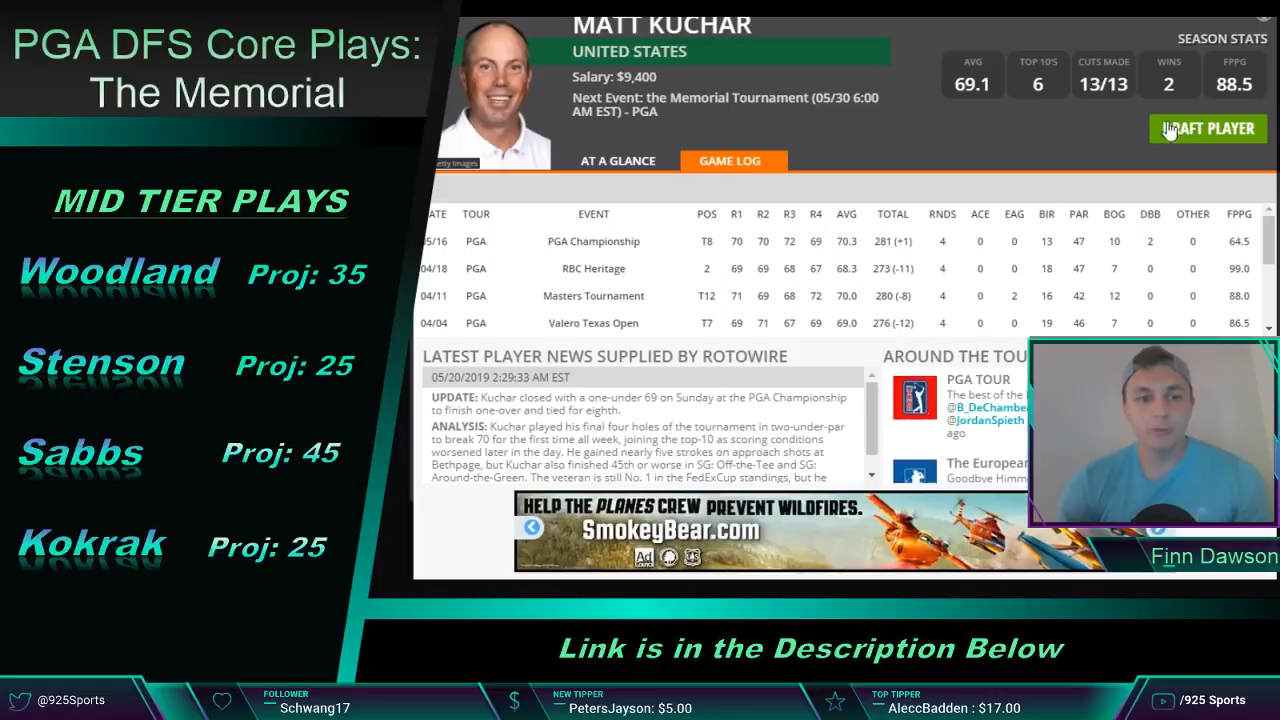 PGA DFS Core Plays:
The Memorial
MID TIER PLAYS
Woodland Proj: 35
Stenson Proj: 25
Sabbs Proj: 45
Kokrak Proj: 25
MATT KUCHAR
UNITED STATES
Salary: $9,400
Next Event: the Memorial Tournament (05/30 6:00
AM EST) - PGA
SEASON STATS
AVG TOP 10'S CUTS MADE WINS FPPG
69.1 6 13/13 2 88.5
DRAFT PLAYER
etty Images
AT A GLANCE GAME LOG
ATE TOUR EVENT POS R1 R2 R3 R4 AVG TOTAL RNDS ACE EAG BIR PAR BOG DBB OTHER FPPG
05/16 PGA PGA Championship T8 70 70 72 69 70.3 281 (+1) 4 0 0 13 47 10 2 0 64.5
04/18 PGA RBC Heritage 2 69 69 68 67 68.3 273 (-11) 4 0 0 18 47 7 0 0 99.0
04/11 PGA Masters Tournament T12 71 69 68 72 70.0 280 (-8) 4 0 2 16 42 12 0 0 88.0
04/04 PGA Valero Texas Open T7 69 71 67 69 69.0 276 (-12) 4 0 0 19 46 7 0 0 86.5
LATEST PLAYER NEWS SUPPLIED BY ROTOWIRE
05/20/2019 2:29:33 AM EST
UPDATE: Kuchar closed with a one-under 69 on Sunday at the PGA Championship
to finish one-over and tied for eighth.
ANALYSIS: Kuchar played his final four holes of the tournament in two-under-par
to break 70 for the first time all week, joining the top-10 as scoring conditions
worsened later in the day. He gained nearly five strokes on approach shots at
Bethpage, but Kuchar also finished 45th or worse in SG: Off-the-Tee and SG:
Around-the-Green. The veteran is still No. 1 in the FedExCup standings, but he
AROUND THE TOU
PGA TOUR
The best of the
@B_DeChambea
@JordanSpieth
ago
The European
Goodbye Himme
HELP THE PLANES CREW PREVENT WILDFIRES.
SmokeyBear.com
Ad
Council
Finn Dawson
Link is in the Description Below
@925Sports
FOLLOWER
Schwang17
NEW TIPPER
PetersJayson: $5.00
TOP TIPPER
AleccBadden : $17.00
/925 Sports